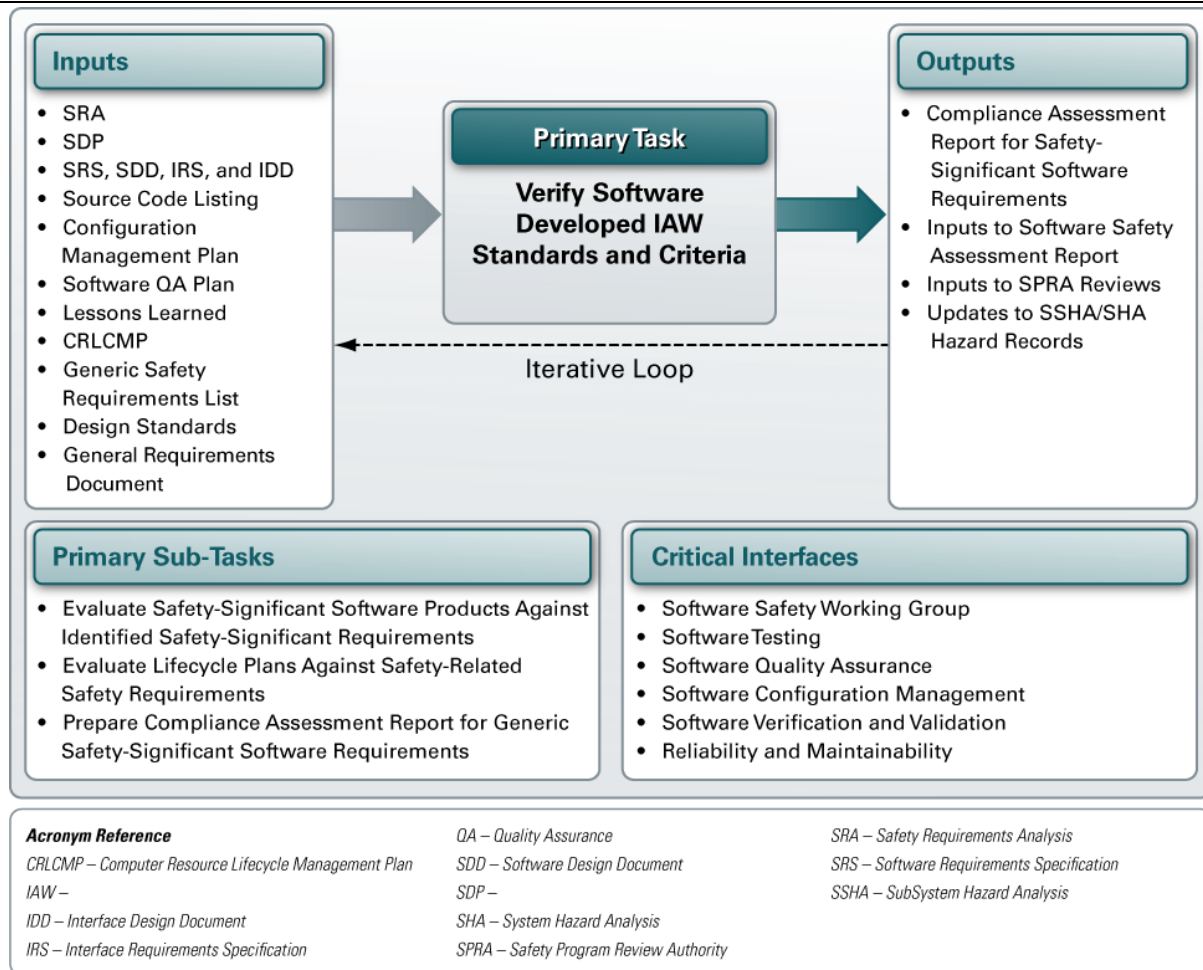 Inputs
• SRA
• SDP
• SRS, SDD, IRS, and IDD
• Source Code Listing
• Configuration
Management Plan
• Software QA Plan
• Lessons Learned
• CRLCMP
• Generic Safety
Requirements List
• Design Standards
• General Requirements
Document
Primary Task
Verify Software
Developed IAW
Standards and Criteria
Iterative Loop
Outputs
• Compliance Assessment
Report for Safety-
Significant Software
Requirements
• Inputs to Software Safety
Assessment Report
• Inputs to SPRA Reviews
• Updates to SSHA/SHA
Hazard Records
Primary Sub-Tasks
• Evaluate Safety-Significant Software Products Against
Identified Safety-Significant Requirements
• Evaluate Lifecycle Plans Against Safety-Related
Safety Requirements
• Prepare Compliance Assessment Report for Generic
Safety-Significant Software Requirements
Critical Interfaces
• Software Safety Working Group
• Software Testing
• Software Quality Assurance
• Software Configuration Management
• Software Verification and Validation
• Reliability and Maintainability
Acronym Reference
CRLCMP – Computer Resource Lifecycle Management Plan
IAW –
IDD – Interface Design Document
IRS – Interface Requirements Specification
QA – Quality Assurance
SDD – Software Design Document
SDP –
SHA – System Hazard Analysis
SPRA – Safety Program Review Authority
SRA – Safety Requirements Analysis
SRS – Software Requirements Specification
SSHA – SubSystem Hazard Analysis